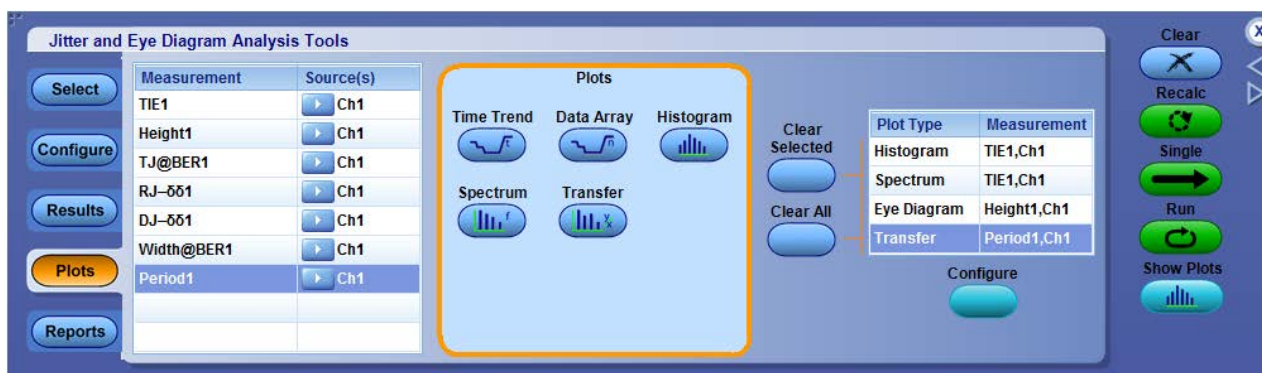 Jitter and Eye Diagram Analysis Tools
Select
Configure
Results
Plots
Reports
Measurement Source(s)
TIE1 Ch1
Height1 Ch1
TJ@BER1 Ch1
RJ–δδ1 Ch1
DJ–δδ1 Ch1
Width@BER1 Ch1
Period1 Ch1
Plots
Time Trend Data Array Histogram
Spectrum Transfer
Clear
Selected
Clear All
Plot Type Measurement
Histogram TIE1,Ch1
Spectrum TIE1,Ch1
Eye Diagram Height1,Ch1
Transfer Period1,Ch1
Configure
Clear
Recalc
Single
Run
Show Plots